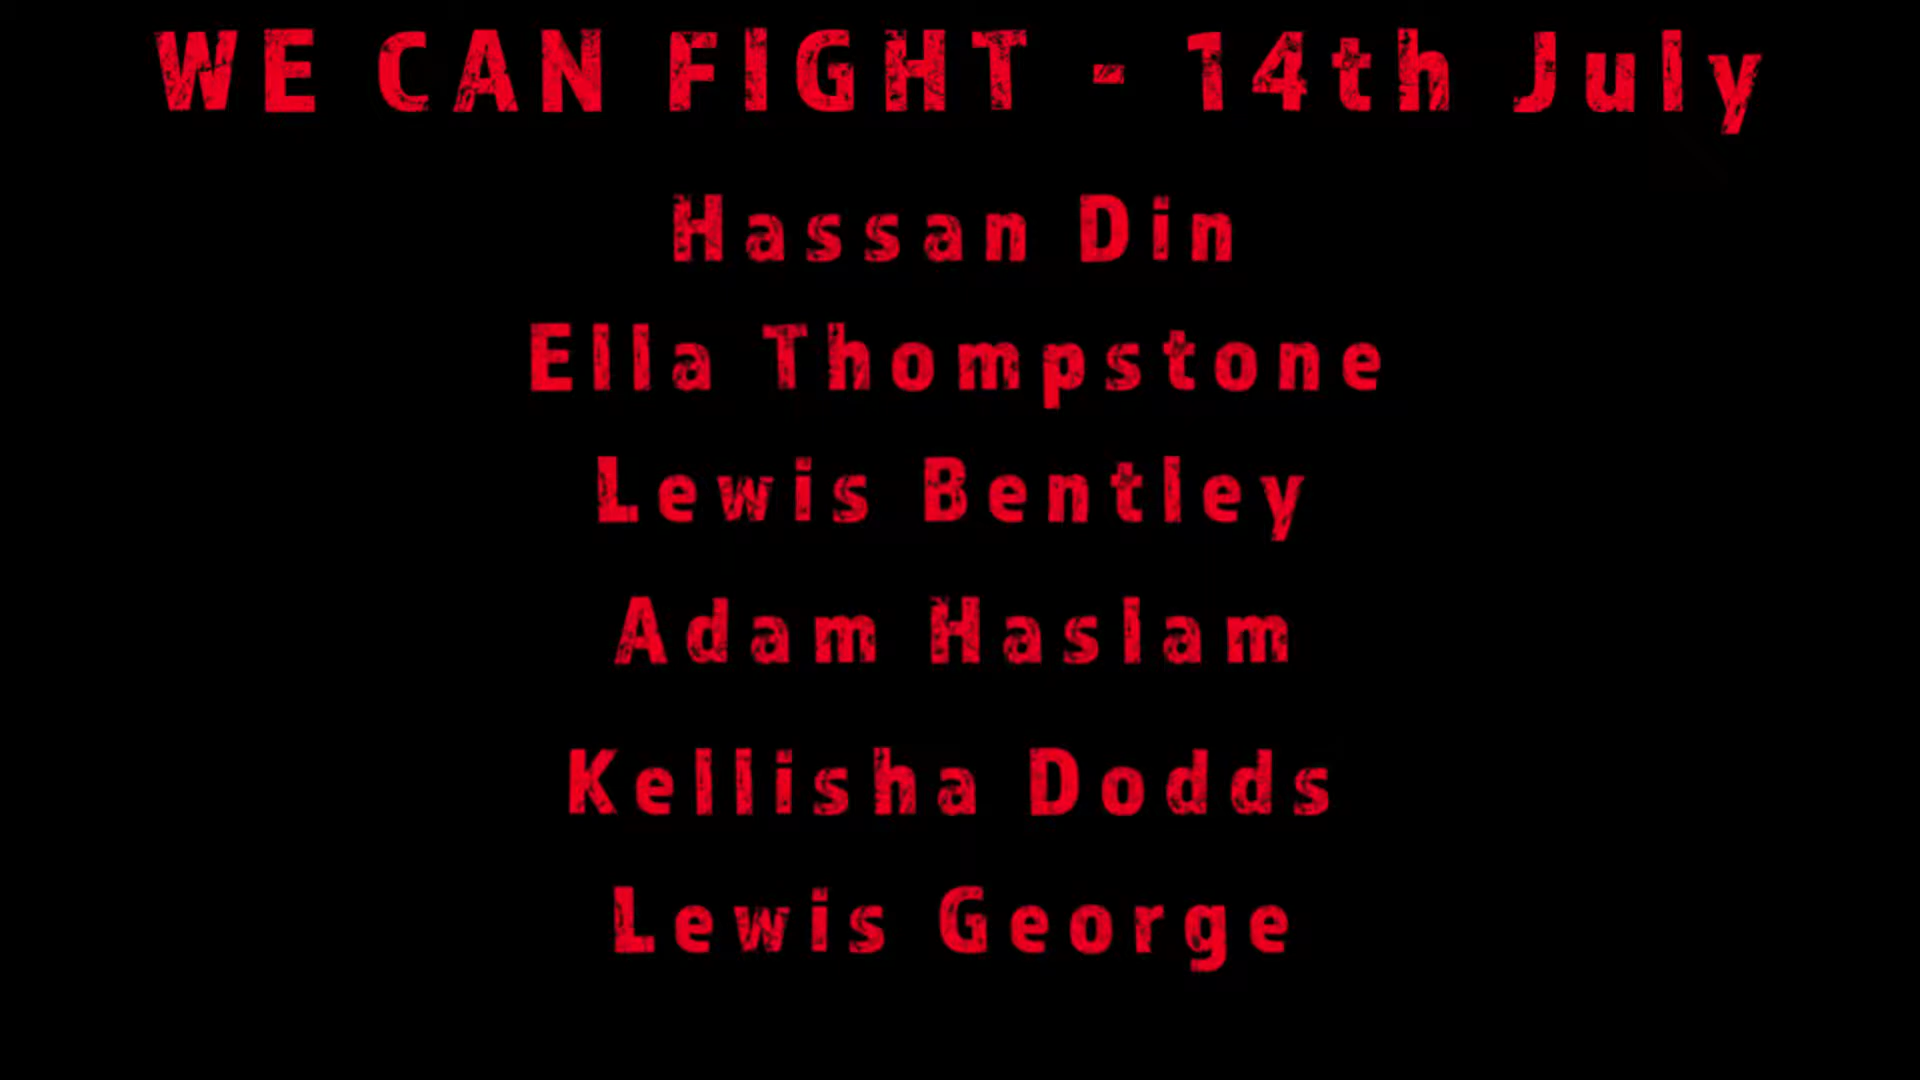 WE CAN FIGHT - 14th July
Hassan Din
Ella Thompstone
Lewis Bentley
Adam Haslam
Kellisha Dodds
Lewis George